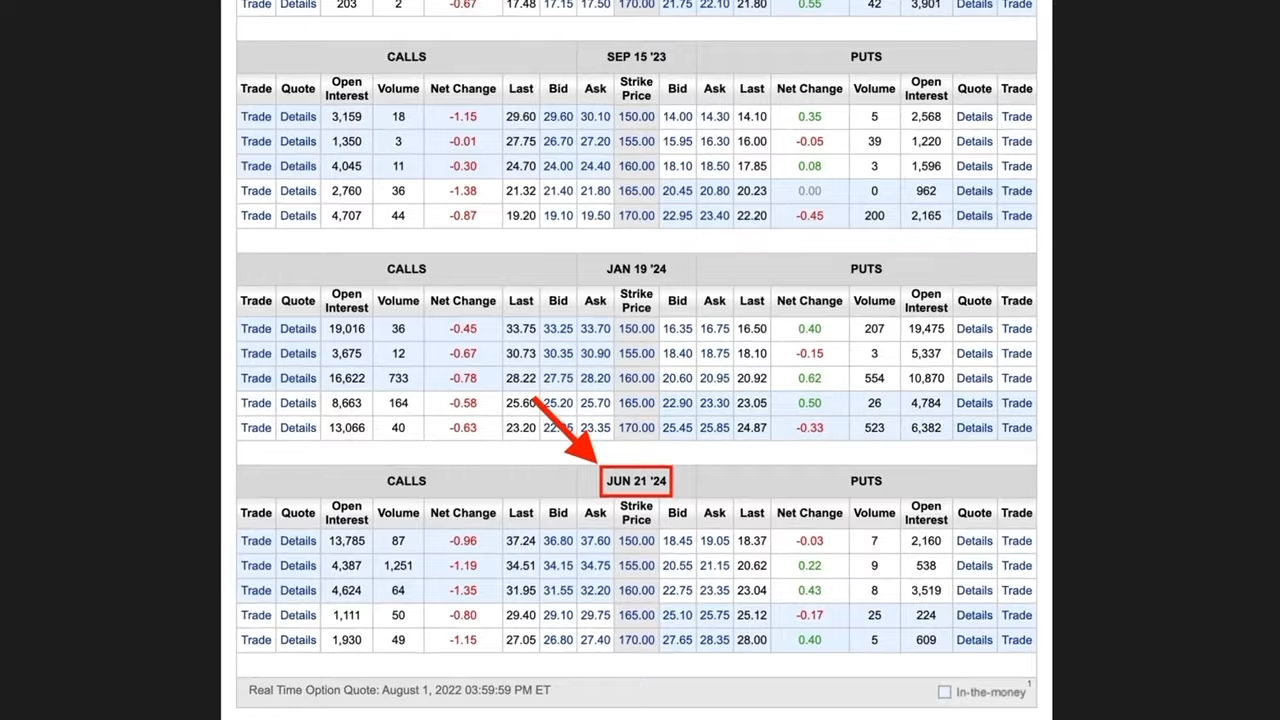 Trade Details 203 2 -0.67 17.48 17.15 17.50 170.00 21.75 22.10 21.80 0.55 42 3,901 Details Trade
CALLS SEP 15 '23 PUTS
Trade Quote Open Interest Volume Net Change Last Bid Ask Strike Price Bid Ask Last Net Change Volume Open Interest Quote Trade
Trade Details 3,159 18 -1.15 29.60 29.60 30.10 150.00 14.00 14.30 14.10 0.35 5 2,568 Details Trade
Trade Details 1,350 3 -0.01 27.75 26.70 27.20 155.00 15.95 16.30 16.00 -0.05 39 1,220 Details Trade
Trade Details 4,045 11 -0.30 24.70 24.00 24.40 160.00 18.10 18.50 17.85 0.08 3 1,596 Details Trade
Trade Details 2,760 36 -1.38 21.32 21.40 21.80 165.00 20.45 20.80 20.23 0.00 0 962 Details Trade
Trade Details 4,707 44 -0.87 19.20 19.10 19.50 170.00 22.95 23.40 22.20 -0.45 200 2,165 Details Trade
CALLS JAN 19 '24 PUTS
Trade Quote Open Interest Volume Net Change Last Bid Ask Strike Price Bid Ask Last Net Change Volume Open Interest Quote Trade
Trade Details 19,016 36 -0.45 33.75 33.25 33.70 150.00 16.35 16.75 16.50 0.40 207 19,475 Details Trade
Trade Details 3,675 12 -0.67 30.73 30.35 30.90 155.00 18.40 18.75 18.10 -0.15 3 5,337 Details Trade
Trade Details 16,622 733 -0.78 28.22 27.75 28.20 160.00 20.60 20.95 20.92 0.62 554 10,870 Details Trade
Trade Details 8,663 164 -0.58 25.60 25.20 25.70 165.00 22.90 23.30 23.05 0.50 26 4,784 Details Trade
Trade Details 13,066 40 -0.63 23.20 23.35 170.00 25.45 25.85 24.87 -0.33 523 6,382 Details Trade
CALLS JUN 21 '24 PUTS
Trade Quote Open Interest Volume Net Change Last Bid Ask Strike Price Bid Ask Last Net Change Volume Open Interest Quote Trade
Trade Details 13,785 87 -0.96 37.24 36.80 37.60 150.00 18.45 19.05 18.37 -0.03 7 2,160 Details Trade
Trade Details 4,387 1,251 -1.19 34.51 34.15 34.75 155.00 20.55 21.15 20.62 0.22 9 538 Details Trade
Trade Details 4,624 64 -1.35 31.95 31.55 32.20 160.00 22.75 23.35 23.04 0.43 8 3,519 Details Trade
Trade Details 1,111 50 -0.80 29.40 29.10 29.75 165.00 25.10 25.75 25.12 -0.17 25 224 Details Trade
Trade Details 1,930 49 -1.15 27.05 26.80 27.40 170.00 27.65 28.35 28.00 0.40 5 609 Details Trade
Real Time Option Quote: August 1, 2022 03:59:59 PM ET In-the-money 1